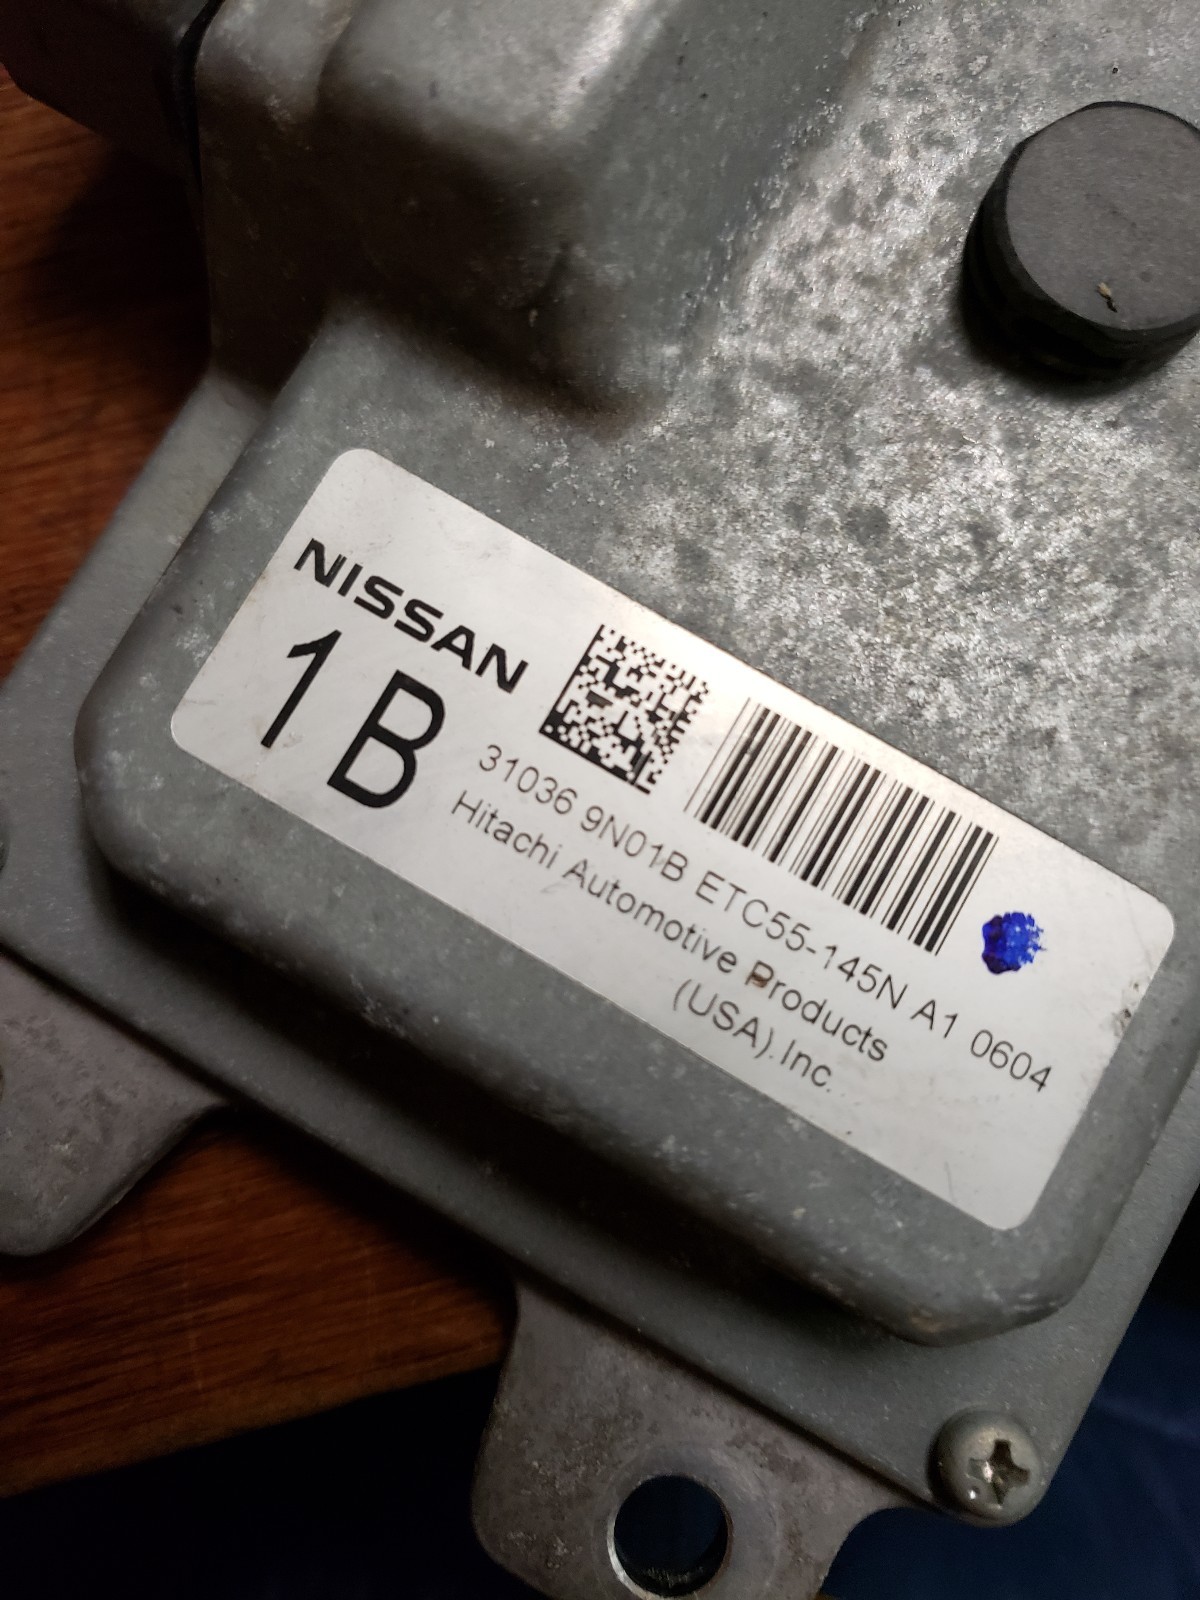 NISSAN
1B
31036 9N01B ETC55-145N A1 0604
Hitachi Automotive Products
(USA).Inc.